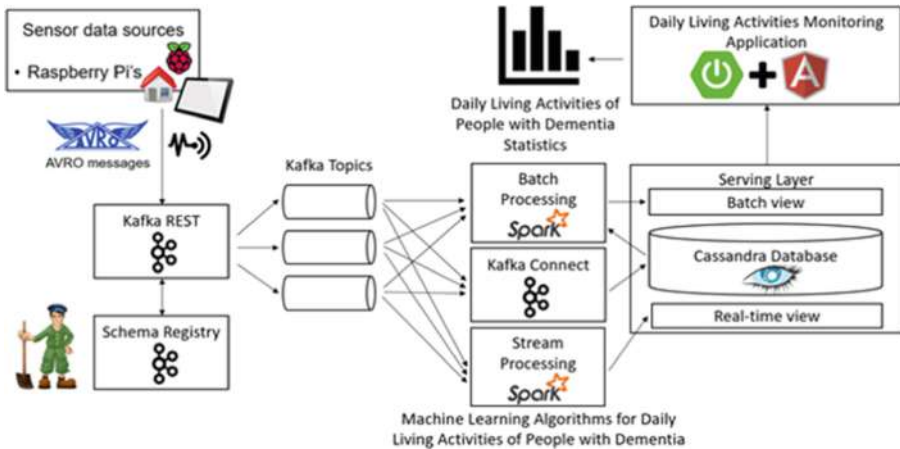 Sensor data sources
• Raspberry Pi's
AVRO
AVRO messages
Kafka REST
Schema Registry
Kafka Topics
Daily Living Activities of
People with Dementia
Statistics
Batch
Processing
Spark
Kafka Connect
Stream
Processing
Spark
Machine Learning Algorithms for Daily
Living Activities of People with Dementia
Daily Living Activities Monitoring
Application
A
Serving Layer
Batch view
Cassandra Database
Real-time view